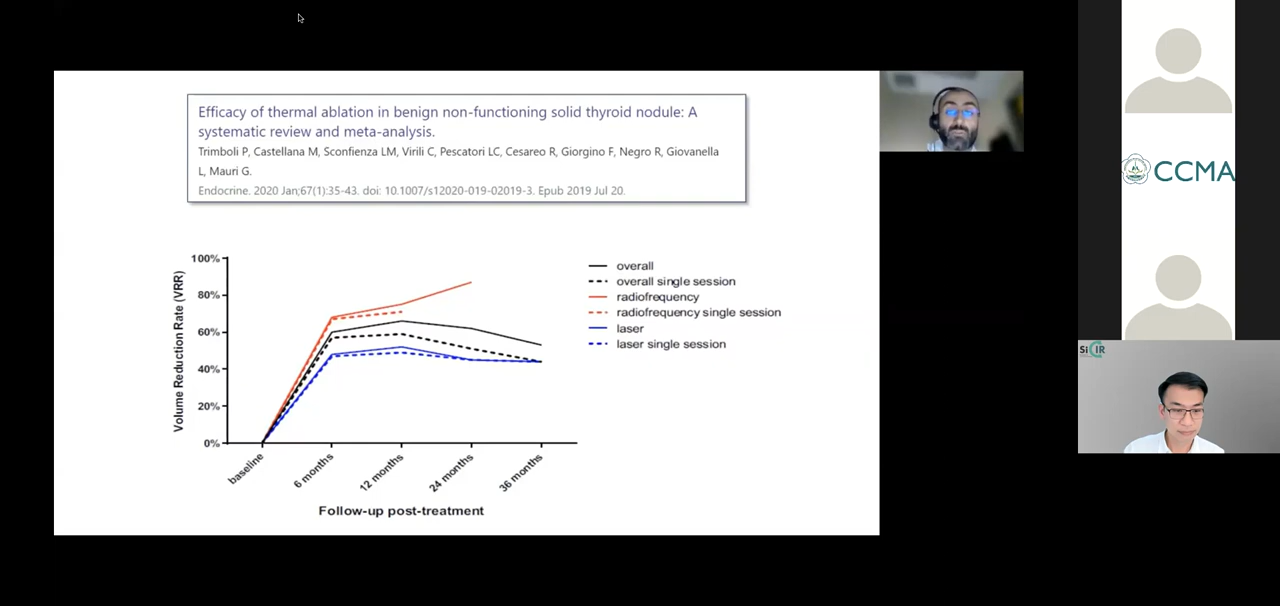 Efficacy of thermal ablation in benign non-functioning solid thyroid nodule: A
systematic review and meta-analysis.
Trimboli P, Castellana M, Sconfienza LM, Virili C, Pescatori LC, Cesareo R, Giorgino F, Negro R, Giovanella
L, Mauri G.
Endocrine. 2020 Jan;67(1):35-43. doi: 10.1007/s12020-019-02019-3. Epub 2019 Jul 20.
Volume Reduction Rate (VRR)
100%
80%
60%
40%
20%
0%
baseline
6 months
12 months
24 months
36 months
Follow-up post-treatment
overall
overall single session
radiofrequency
radiofrequency single session
laser
laser single session
CCMA
SiCIR